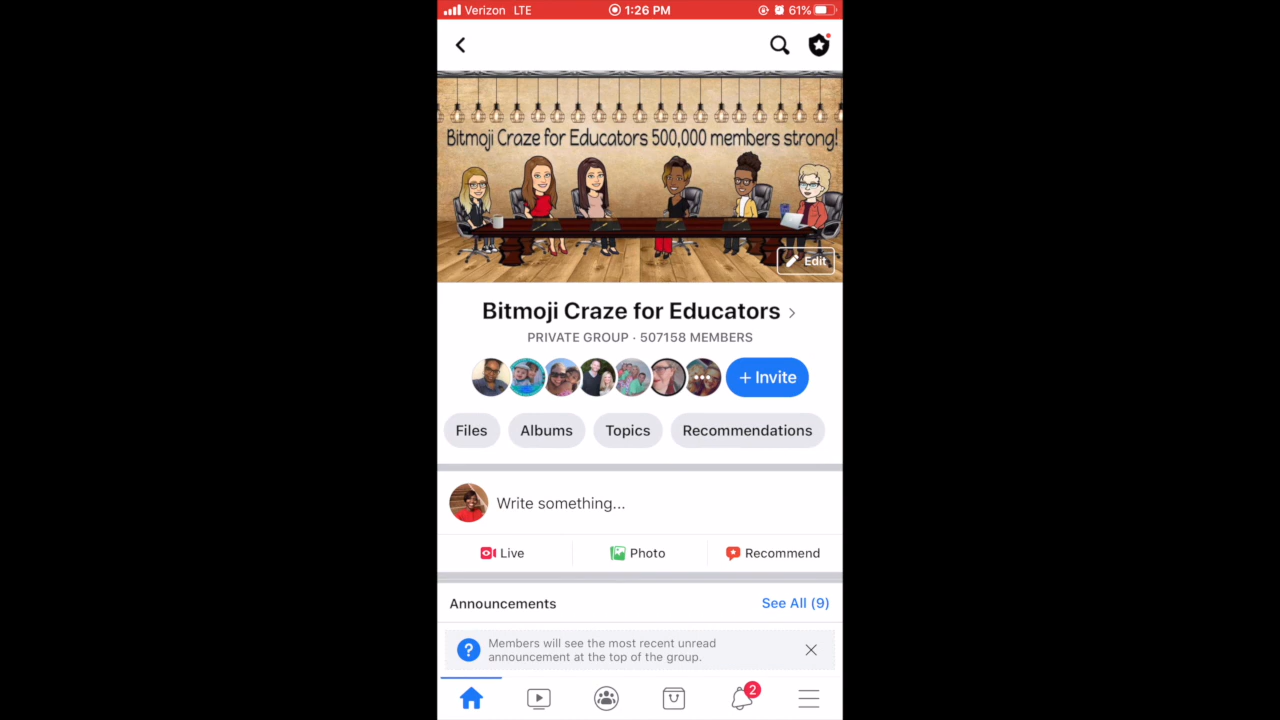 Verizon LTE 1:26 PM 61%
Bitmoji Craze for Educators 500,000 members strong!
Edit
Bitmoji Craze for Educators
PRIVATE GROUP · 507158 MEMBERS
+ Invite
Files Albums Topics Recommendations
Write something...
Live Photo Recommend
Announcements See All (9)
Members will see the most recent unread
announcement at the top of the group.
2